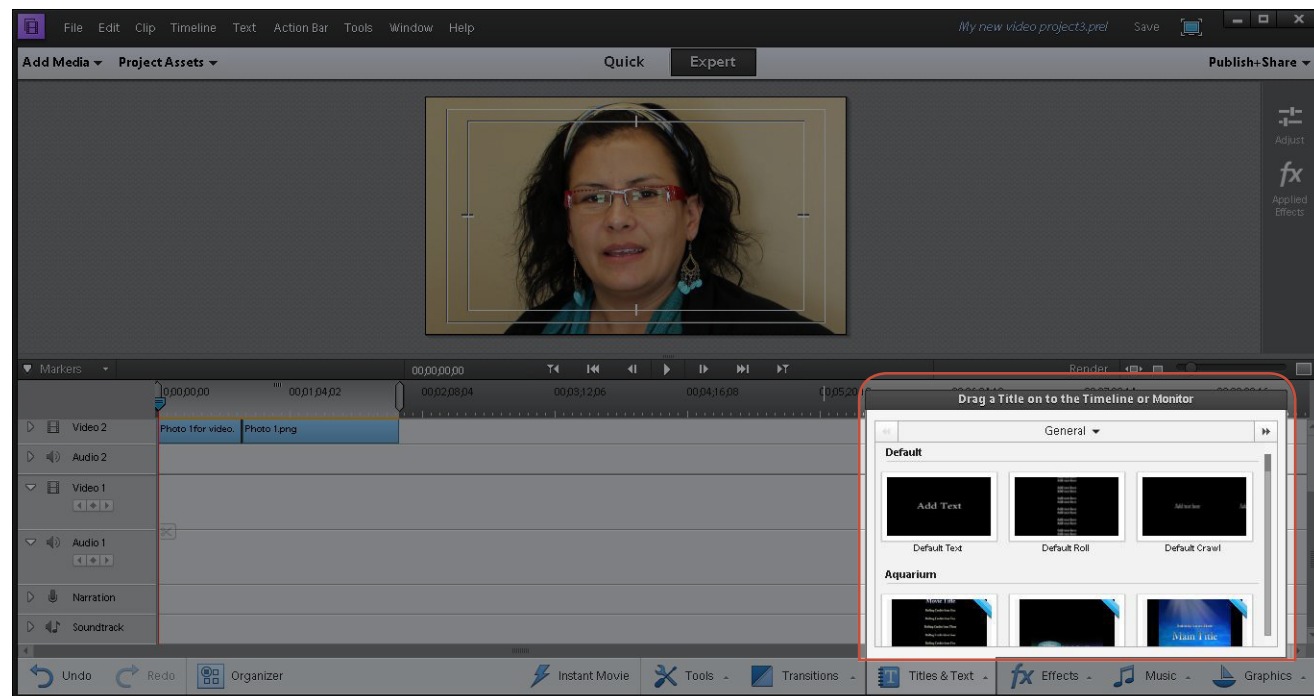 File Edit Clip Timeline Text Action Bar Tools Window Help My new video project3.prel Save
Add Media Project Assets Quick Expert Publish+Share
Adjust
Applied
Effects
Markers 00;00;00;00 Render
00;01;04;02 00;02;08;04 00;03;12;06 00;04;16;08
Drag a Title on to the Timeline or Monitor
Video 2 Photo 1for video. Photo 1.png
General
Audio 2
Default
Video 1
Add Text
Default Text Default Roll Default Crawl
Audio 1
Aquarium
Narration
Movie Title
Soundtrack
Main Title
Undo Redo Organizer Instant Movie Tools Transitions Titles & Text fx Effects Music Graphics